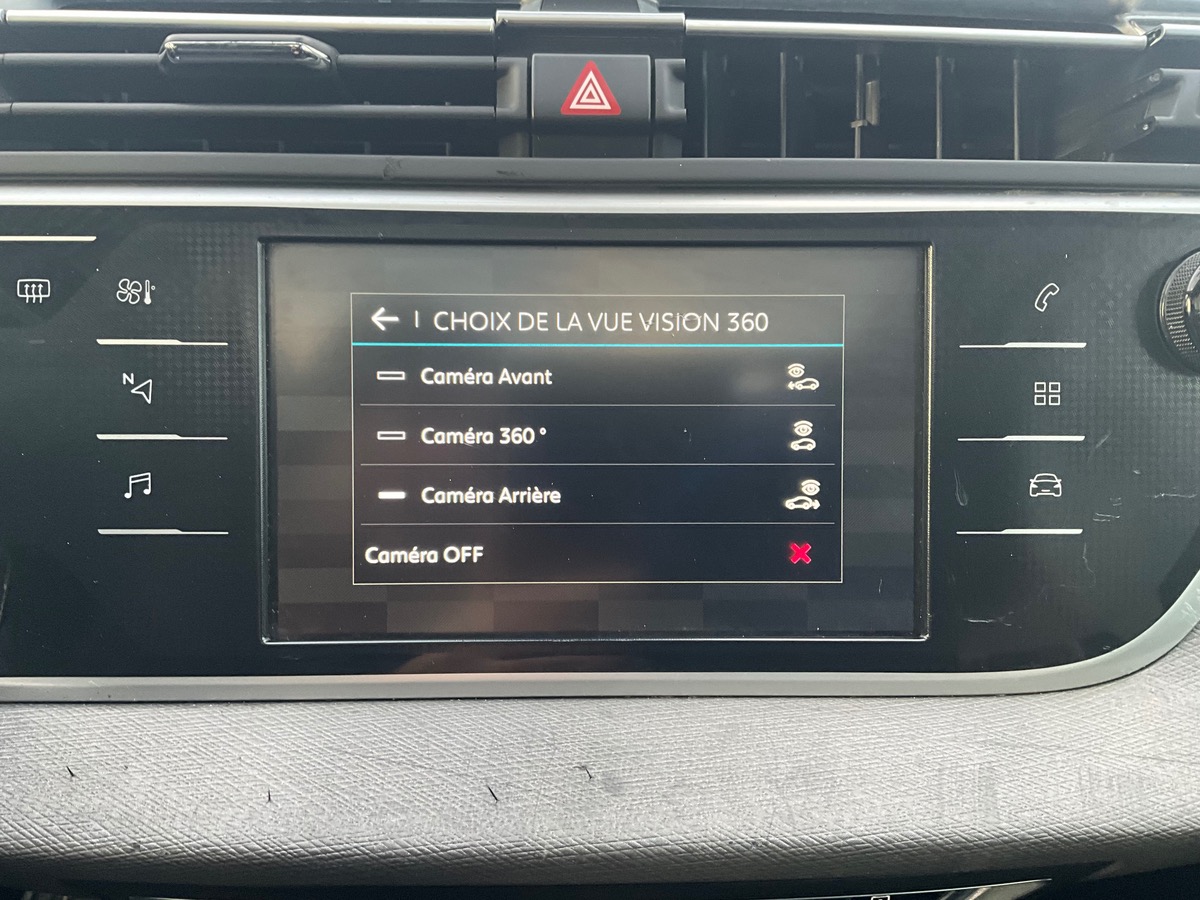 CHOIX DE LA VUE VISION 360
Caméra Avant
Caméra 360°
Caméra Arrière
Caméra OFF
N